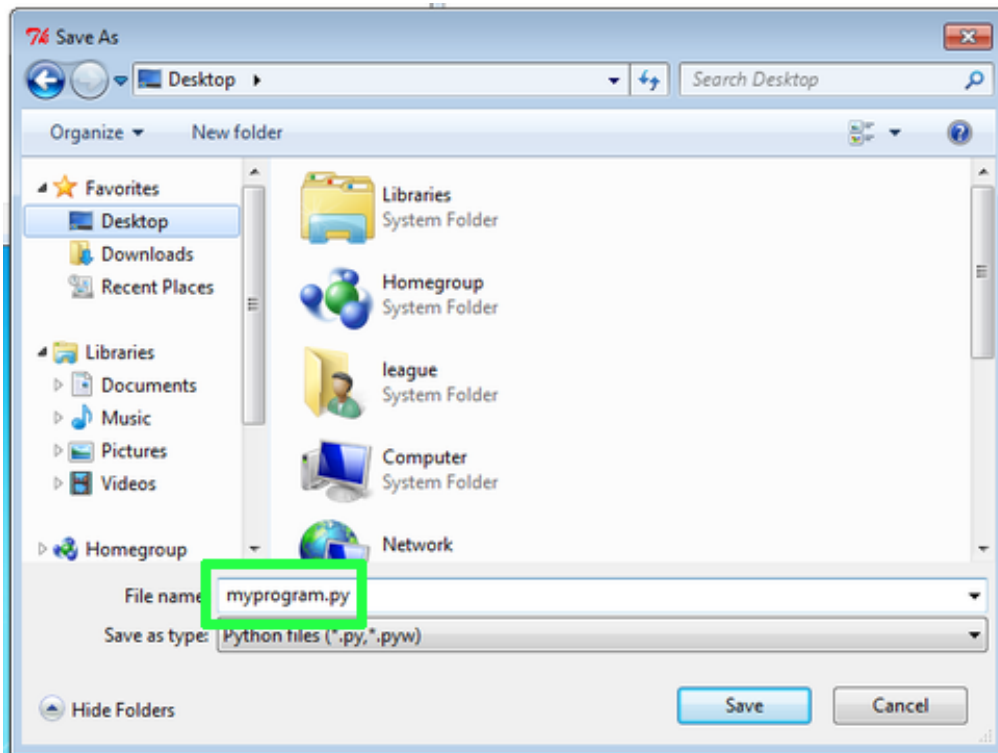 Save As
Desktop
Search Desktop
Organize
New folder
Favorites
Desktop
Downloads
Recent Places
Libraries
Documents
Music
Pictures
Videos
Homegroup
Libraries
System Folder
Homegroup
System Folder
league
System Folder
Computer
System Folder
Network
File name
myprogram.py
Save as type: Python files (*.py,*.pyw)
Hide Folders
Save
Cancel